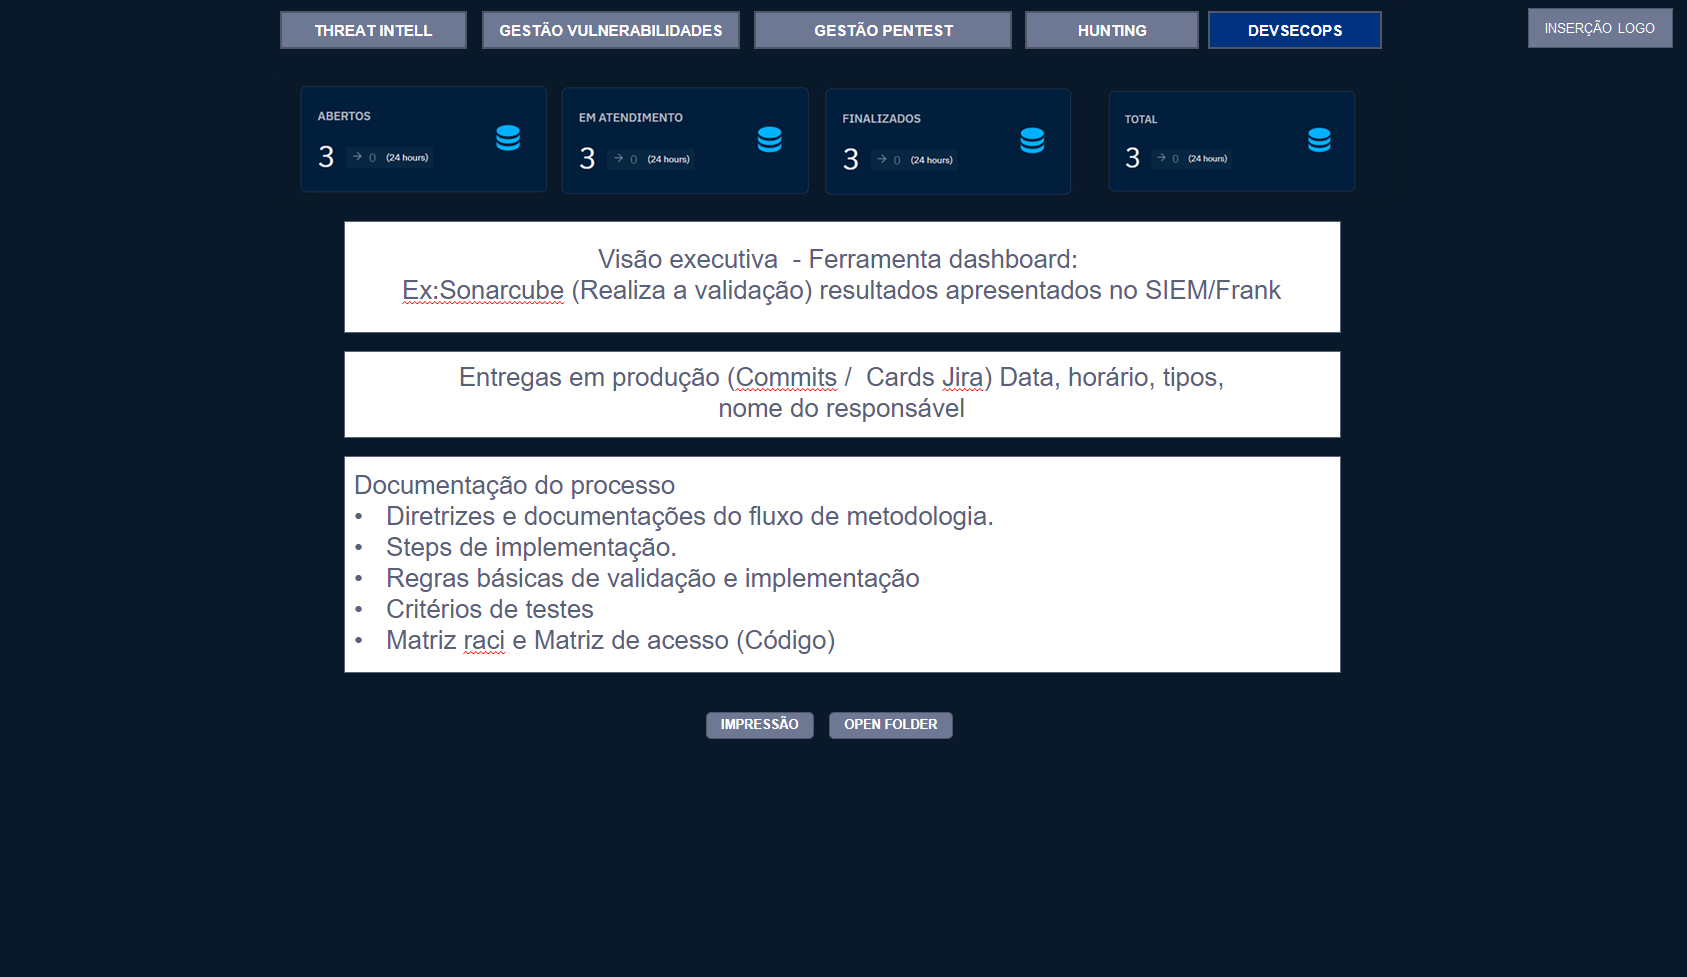 THREAT INTELL
GESTÃO VULNERABILIDADES
GESTÃO PENTEST
HUNTING
DEVSECOPS
INSERÇÃO LOGO
ABERTOS
3 → 0 (24 hours)
EM ATENDIMENTO
3 → 0 (24 hours)
FINALIZADOS
3 → 0 (24 hours)
TOTAL
3 → 0 (24 hours)
Visão executiva - Ferramenta dashboard:
Ex:Sonarcube (Realiza a validação) resultados apresentados no SIEM/Frank
Entregas em produção (Commits / Cards Jira) Data, horário, tipos,
nome do responsável
Documentação do processo
• Diretrizes e documentações do fluxo de metodologia.
• Steps de implementação.
• Regras básicas de validação e implementação
• Critérios de testes
• Matriz raci e Matriz de acesso (Código)
IMPRESSÃO
OPEN FOLDER